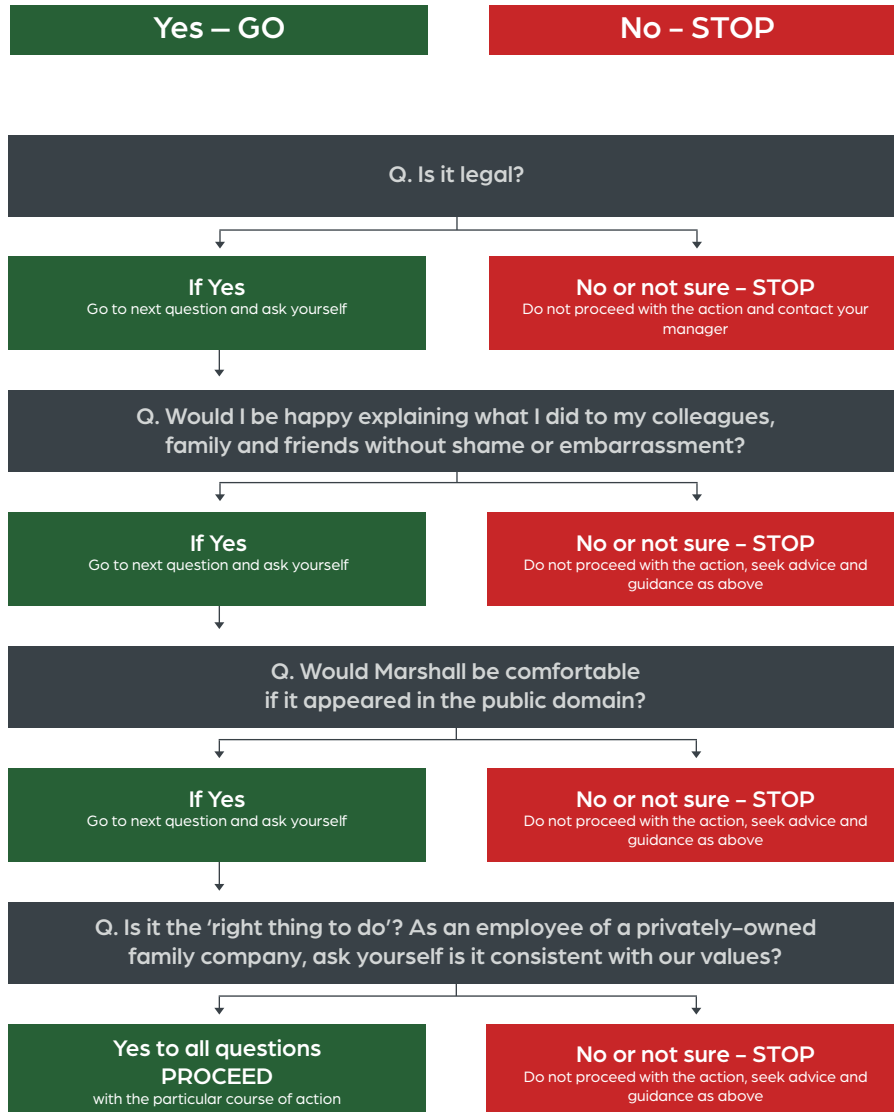 Yes – GO
No - STOP
Q. Is it legal?
If Yes
Go to next question and ask yourself
No or not sure - STOP
Do not proceed with the action and contact your
manager
Q. Would I be happy explaining what I did to my colleagues,
family and friends without shame or embarrassment?
If Yes
Go to next question and ask yourself
No or not sure - STOP
Do not proceed with the action, seek advice and
guidance as above
Q. Would Marshall be comfortable
if it appeared in the public domain?
If Yes
Go to next question and ask yourself
No or not sure - STOP
Do not proceed with the action, seek advice and
guidance as above
Q. Is it the ‘right thing to do’? As an employee of a privately-owned
family company, ask yourself is it consistent with our values?
Yes to all questions
PROCEED
with the particular course of action
No or not sure - STOP
Do not proceed with the action, seek advice and
guidance as above